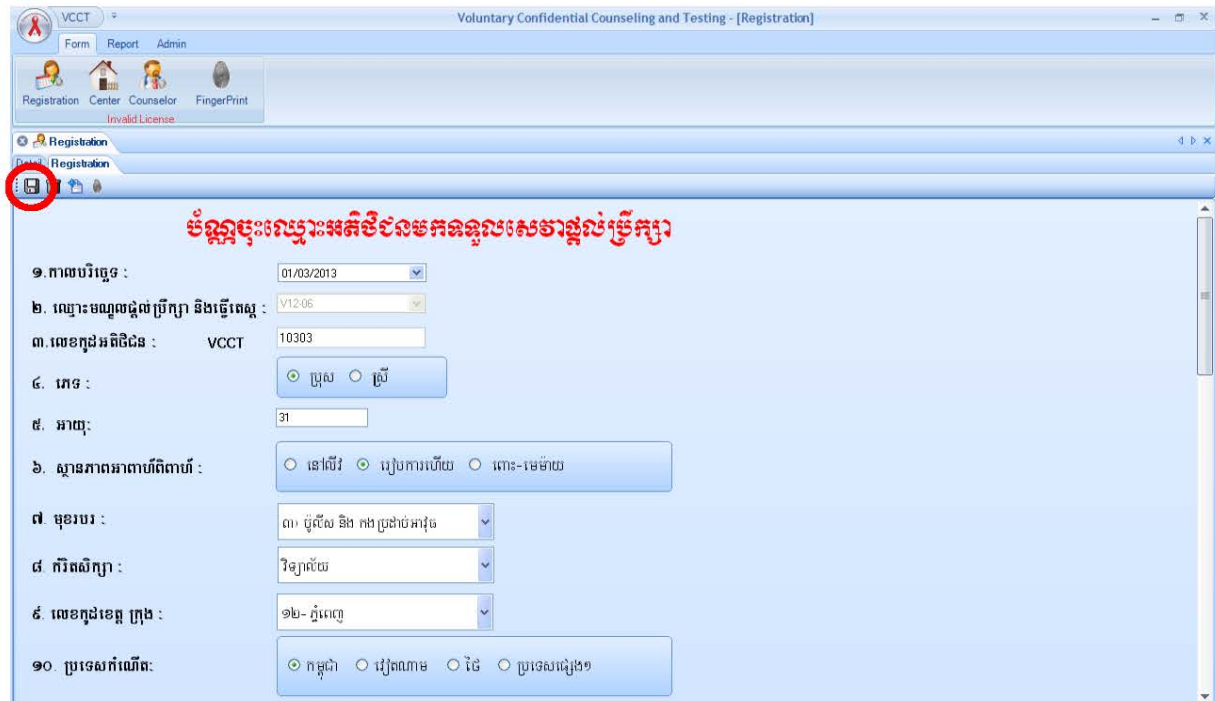 VCCT
Voluntary Confidential Counseling and Testing - [Registration]
Form Report Admin
Registration Center Counselor FingerPrint
Invalid License
Registration
Detail Registration
ប័ណ្ណចុះឈ្មោះអតិថិជនមកទទួលសេវាផ្តល់ប្រឹក្សា
១.កាលបរិច្ឆេទ : 01/03/2013
២. ឈ្មោះមណ្ឌលផ្តល់ប្រឹក្សា និងធ្វើតេស្ត : V12-06
៣.លេខកូដអតិថិជន : VCCT 10303
៤. ភេទ : ប្រុស ស្រី
៥. អាយុ: 31
៦. ស្ថានភាពអាពាហ៍ពិពាហ៍ : នៅលីវ រៀបការហើយ ពោះ-មេម៉ាយ
៧. មុខរបរ : ៣) ប៉ូលីស និង កងប្រដាប់អាវុធ
៨. កំរិតសិក្សា : វិទ្យាល័យ
៩. លេខកូដខេត្ត ក្រុង : ១២- ភ្នំពេញ
១០. ប្រទេសកំណើត: កម្ពុជា វៀតណាម ថៃ ប្រទេសផ្សេងៗ